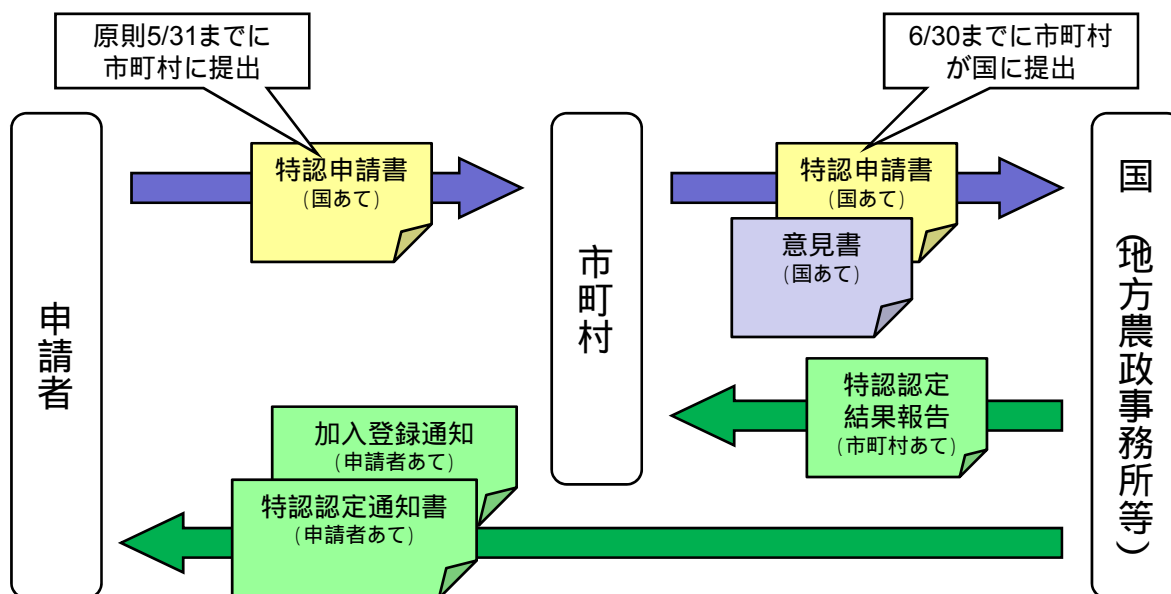 原則5/31までに
市町村に提出
6/30までに市町村
が国に提出
申請者
特認申請書
(国あて)
市町村
特認申請書
(国あて)
意見書
(国あて)
国（地方農政事務所等）
特認認定
結果報告
(市町村あて)
加入登録通知
(申請者あて)
特認認定通知書
(申請者あて)